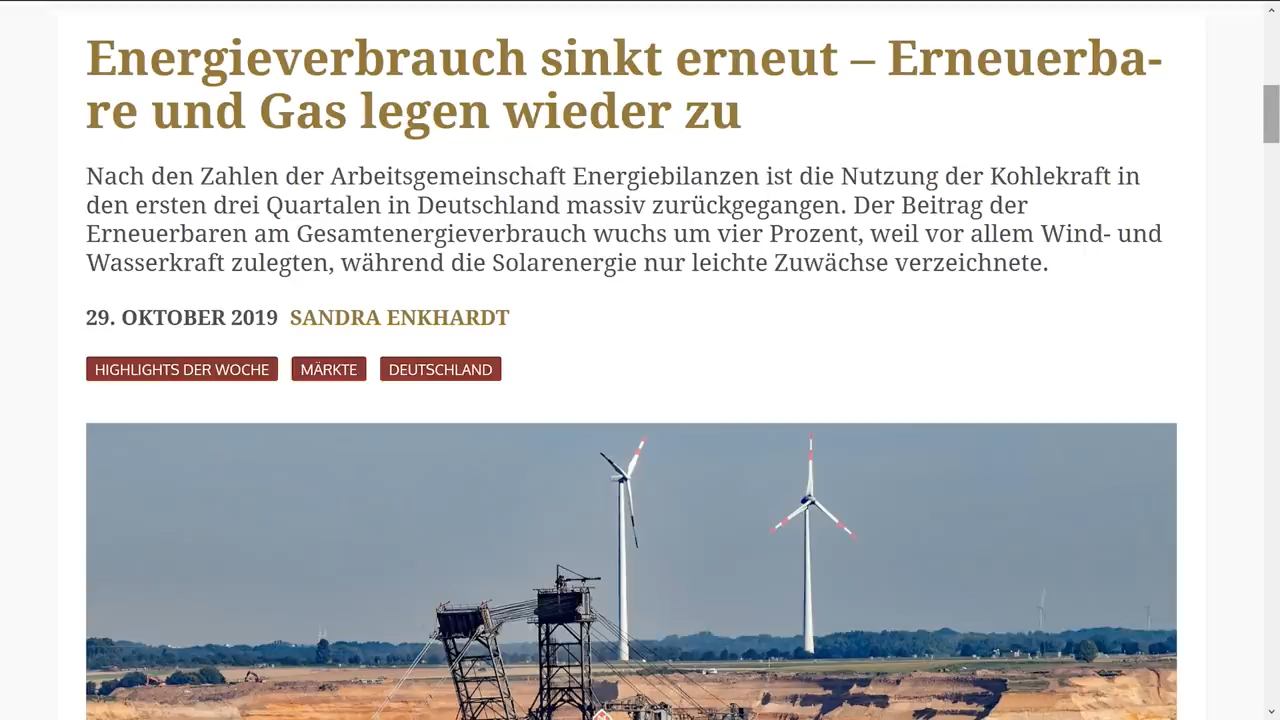 Energieverbrauch sinkt erneut – Erneuerba-
re und Gas legen wieder zu
Nach den Zahlen der Arbeitsgemeinschaft Energiebilanzen ist die Nutzung der Kohlekraft in
den ersten drei Quartalen in Deutschland massiv zurückgegangen. Der Beitrag der
Erneuerbaren am Gesamtenergieverbrauch wuchs um vier Prozent, weil vor allem Wind- und
Wasserkraft zulegten, während die Solarenergie nur leichte Zuwächse verzeichnete.
29. OKTOBER 2019 SANDRA ENKHARDT
HIGHLIGHTS DER WOCHE MÄRKTE DEUTSCHLAND